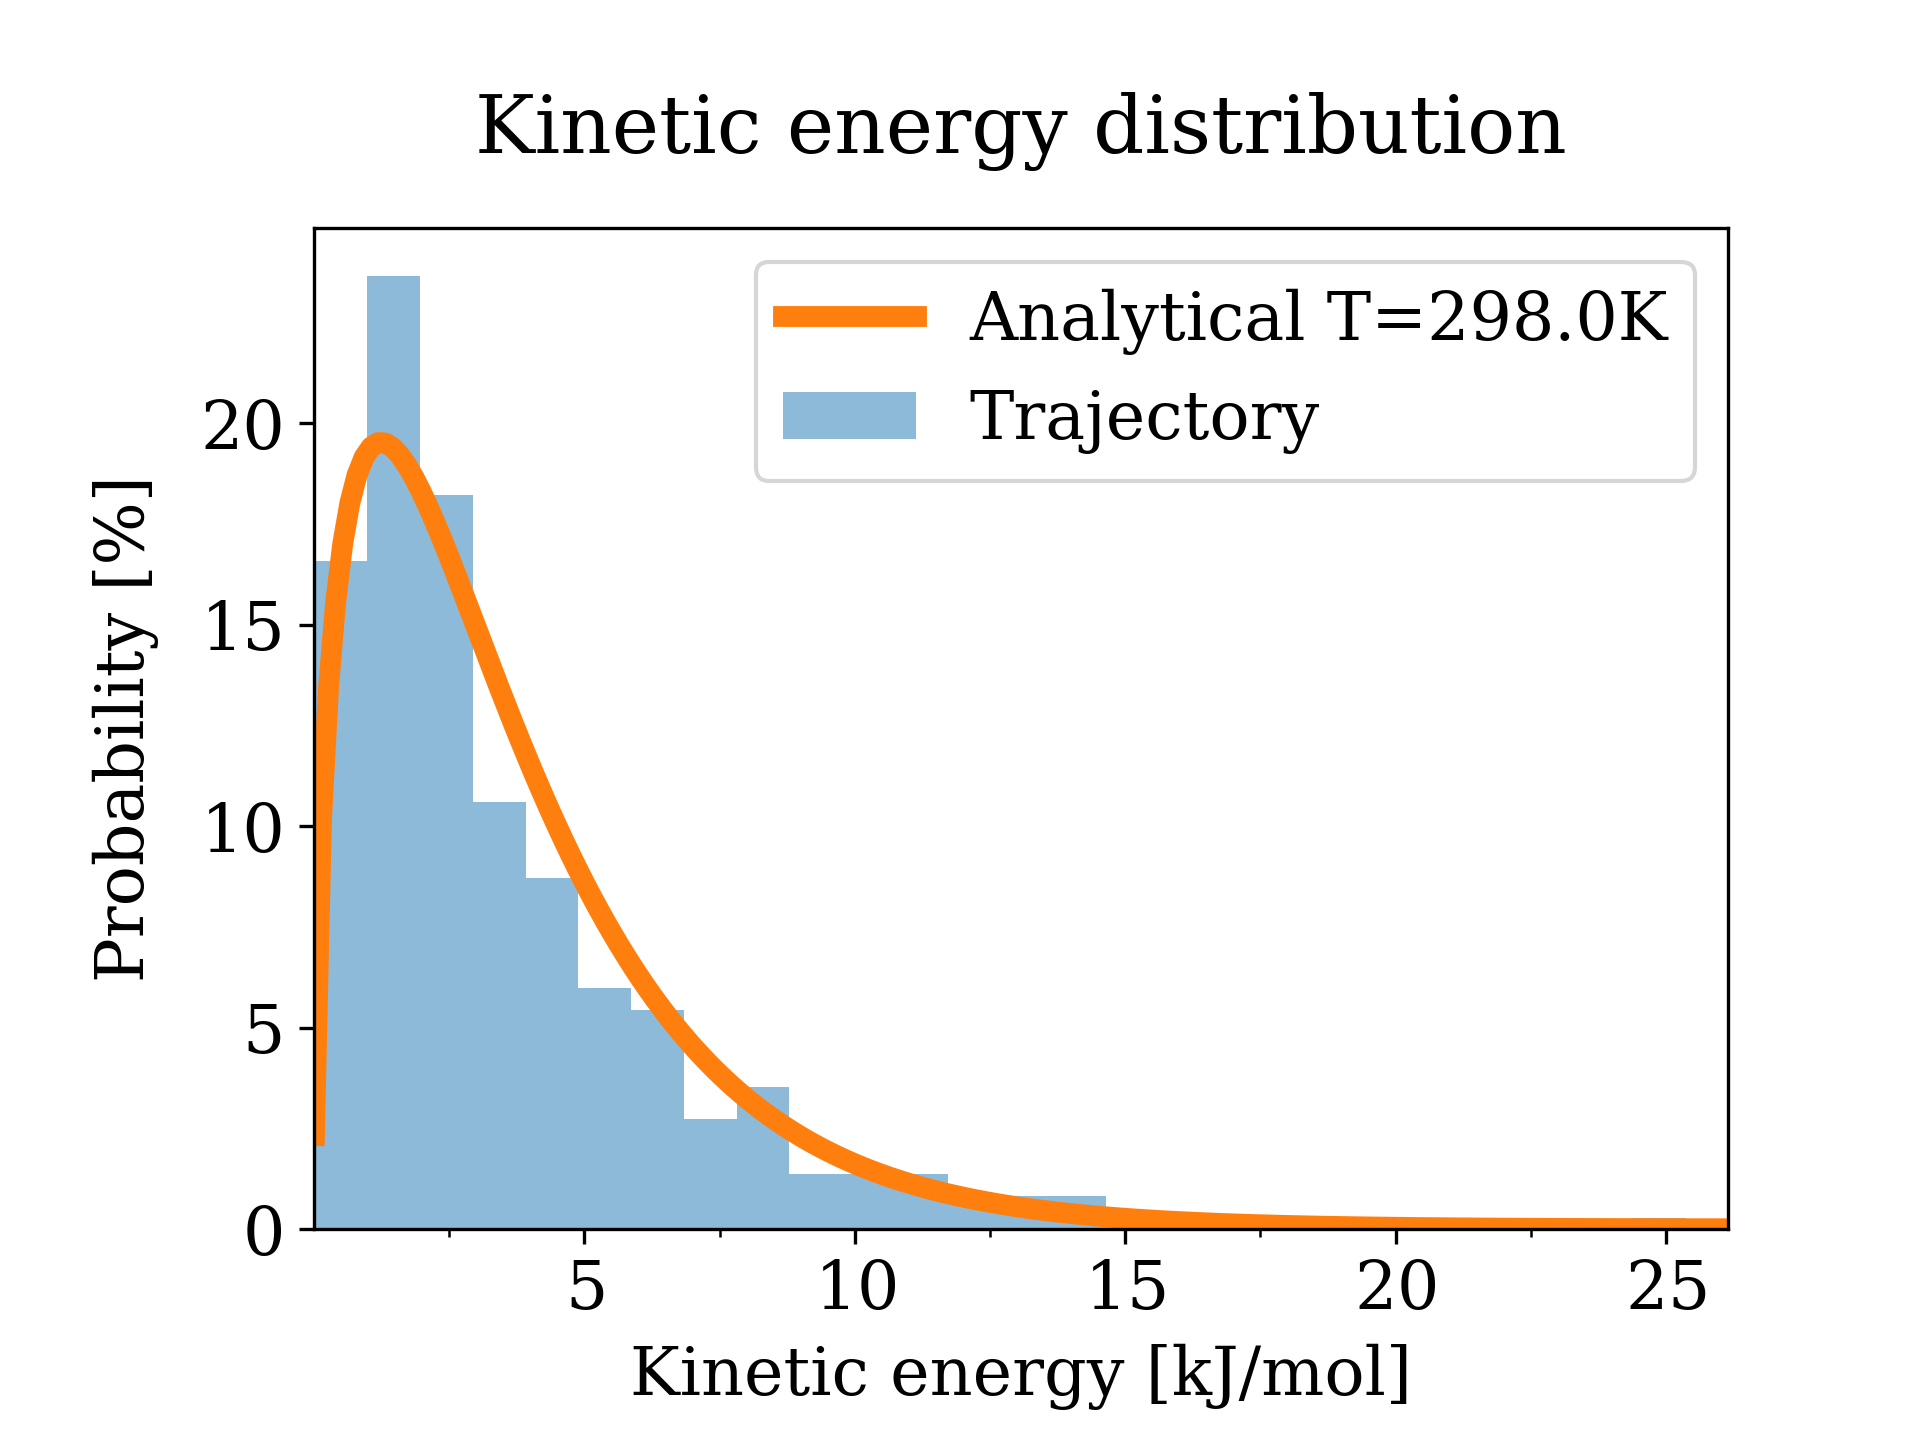 Kinetic energy distribution
Analytical T=298.0K
Trajectory
Probability [%]
20
15
10
5
0
5 10 15 20 25
Kinetic energy [kJ/mol]